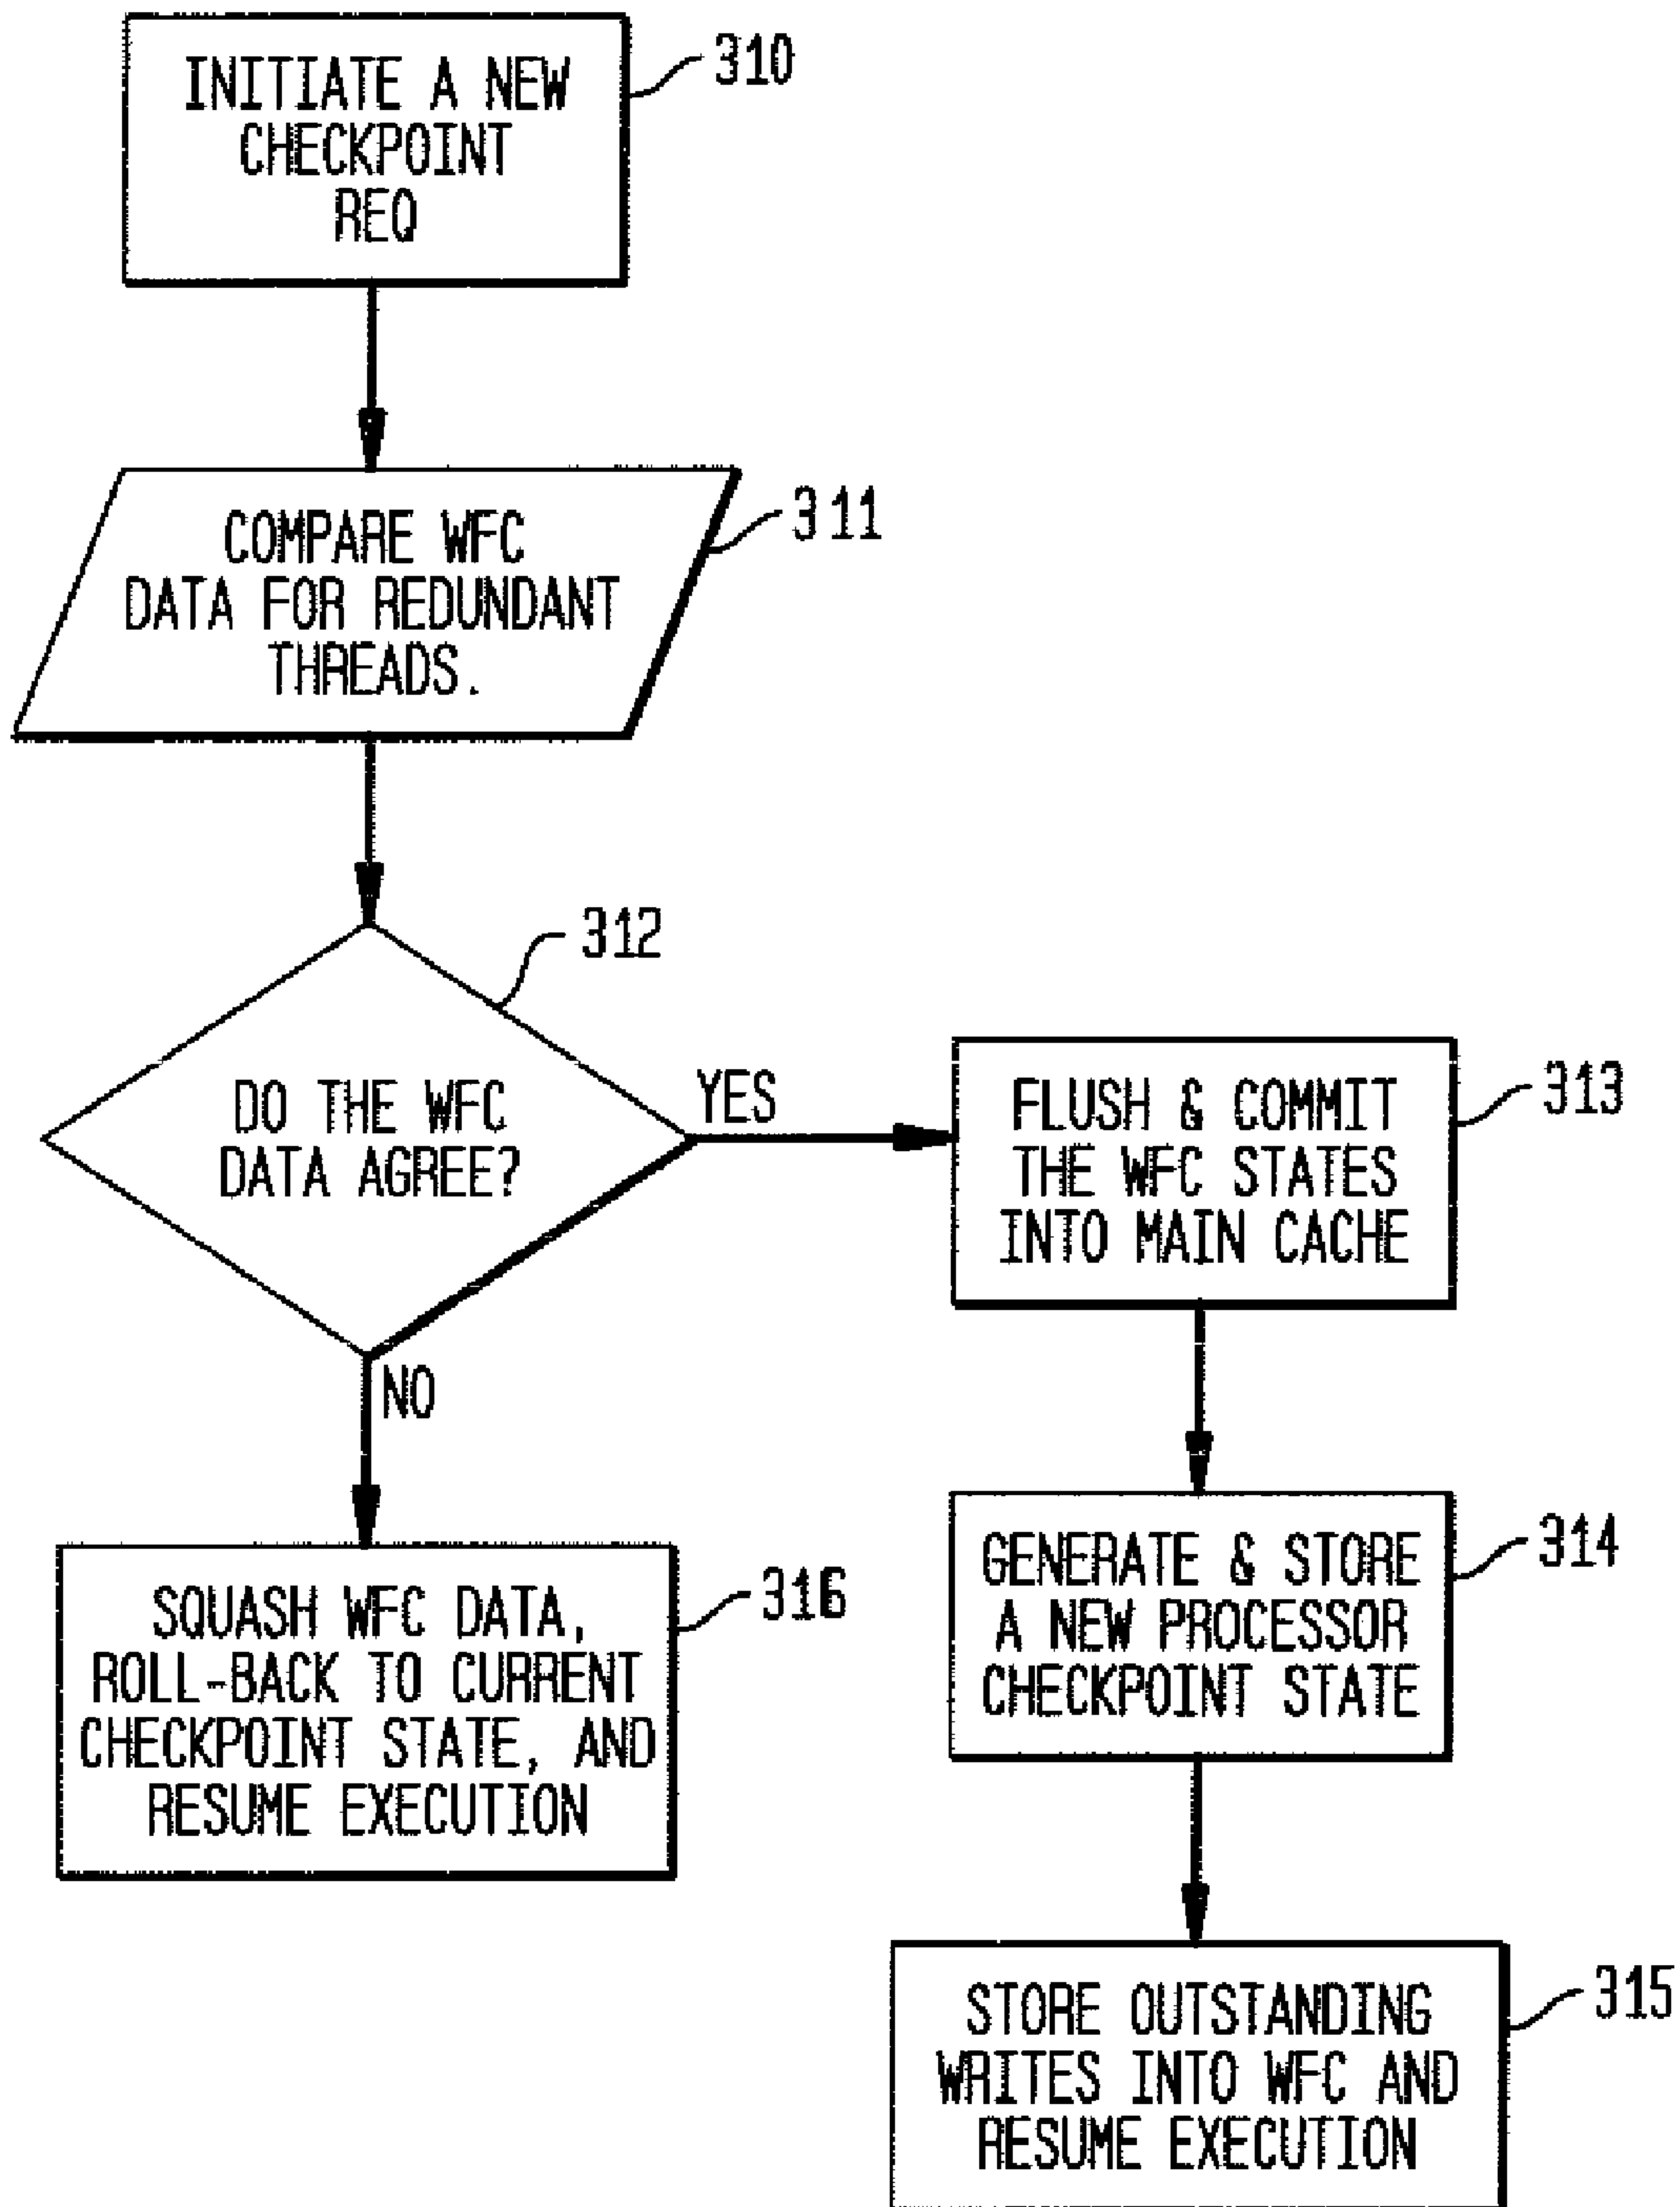 INITIATE A NEW
CHECKPOINT
REQ
310
COMPARE WFC
DATA FOR REDUNDANT
THREADS.
311
312
DO THE WFC
DATA AGREE?
YES
NO
FLUSH & COMMIT
THE WFC STATES
INTO MAIN CACHE
313
GENERATE & STORE
A NEW PROCESSOR
CHECKPOINT STATE
314
SQUASH WFC DATA,
ROLL-BACK TO CURRENT
CHECKPOINT STATE, AND
RESUME EXECUTION
316
STORE OUTSTANDING
WRITES INTO WFC AND
RESUME EXECUTION
315